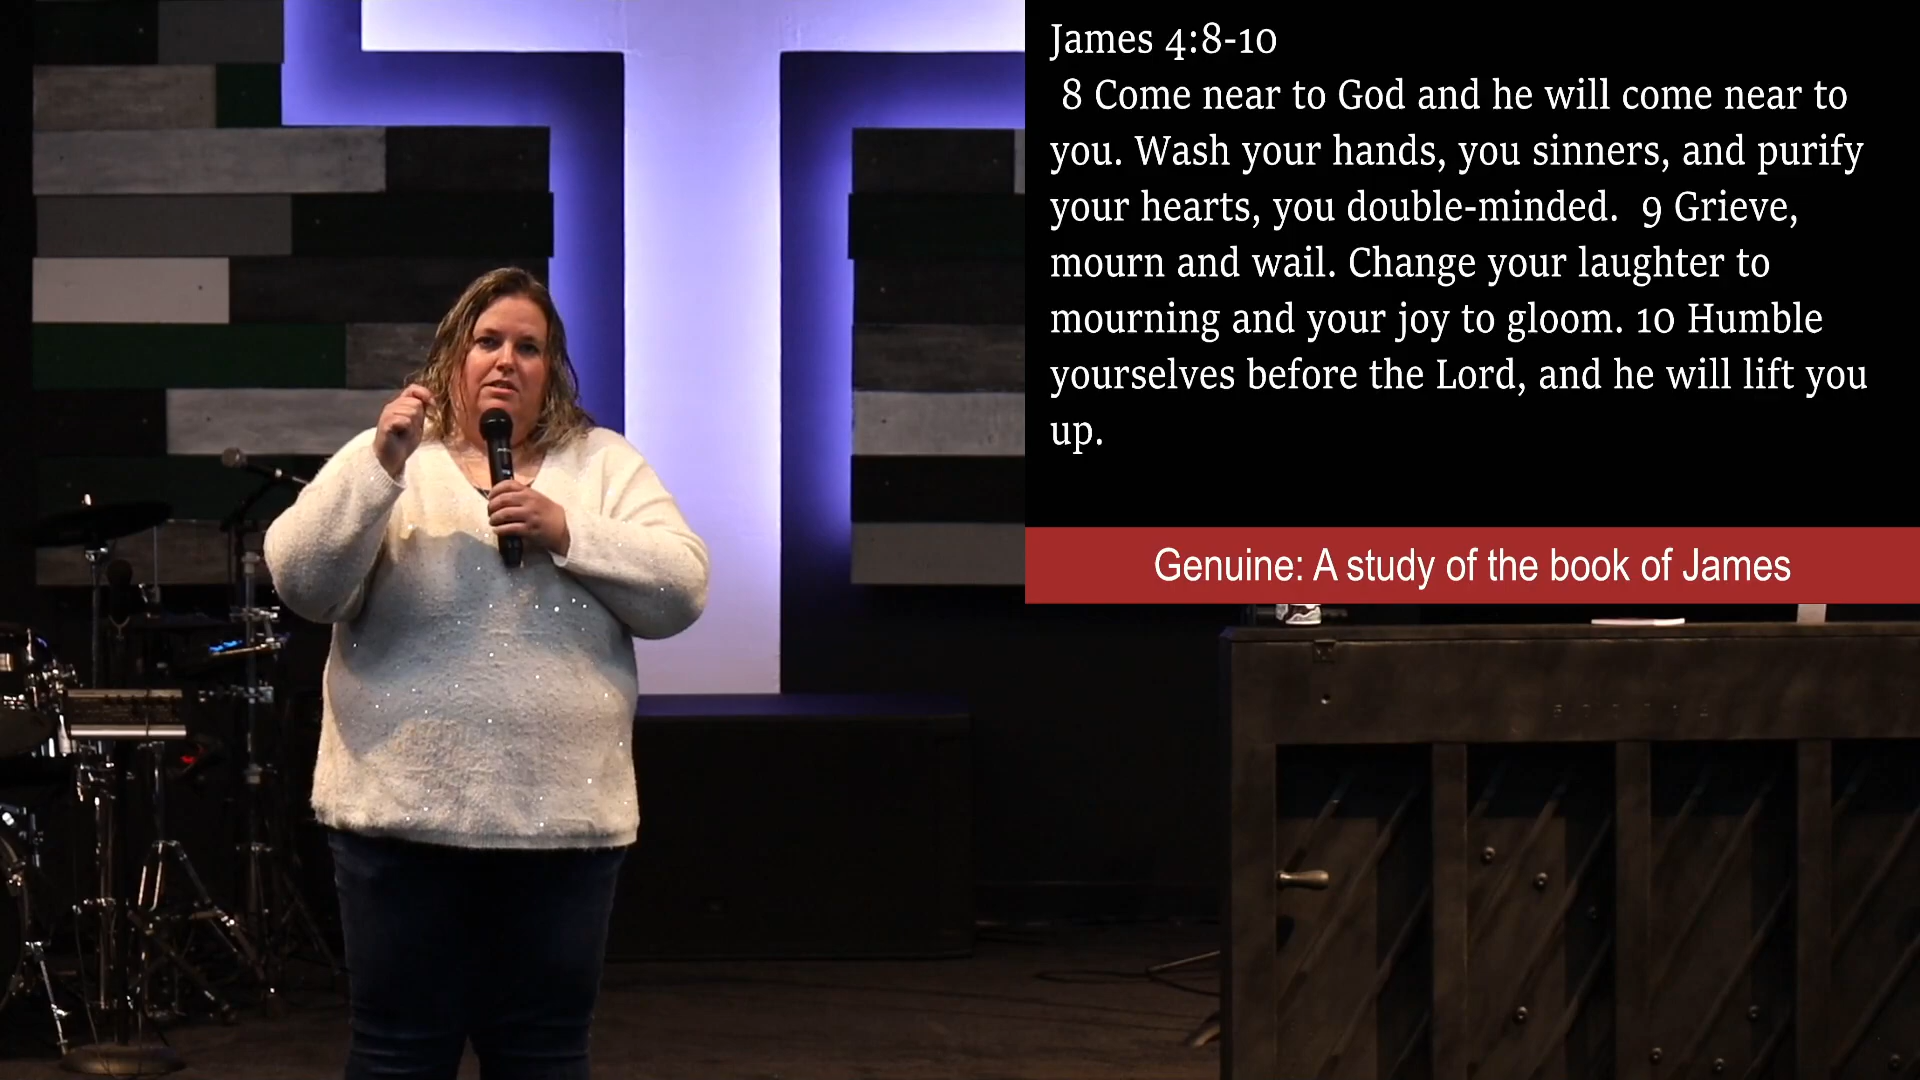 James 4:8-10
8 Come near to God and he will come near to
you. Wash your hands, you sinners, and purify
your hearts, you double-minded.  9 Grieve,
mourn and wail. Change your laughter to
mourning and your joy to gloom. 10 Humble
yourselves before the Lord, and he will lift you
up.
Genuine: A study of the book of James